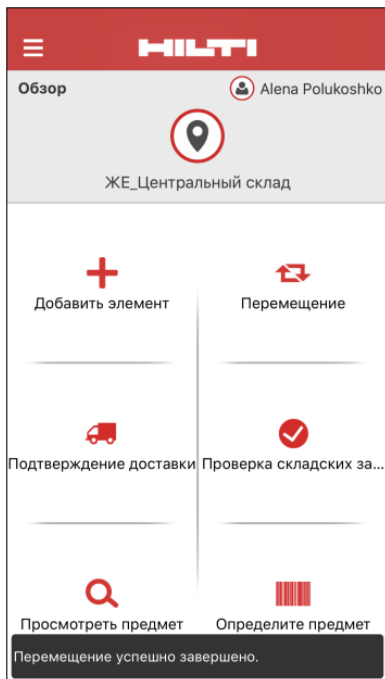 HILTI
Обзор
Alena Polukoshko
ЖЕ_Центральный склад
Добавить элемент
Перемещение
Подтверждение доставки
Проверка складских за...
Просмотреть предмет
Определите предмет
Перемещение успешно завершено.